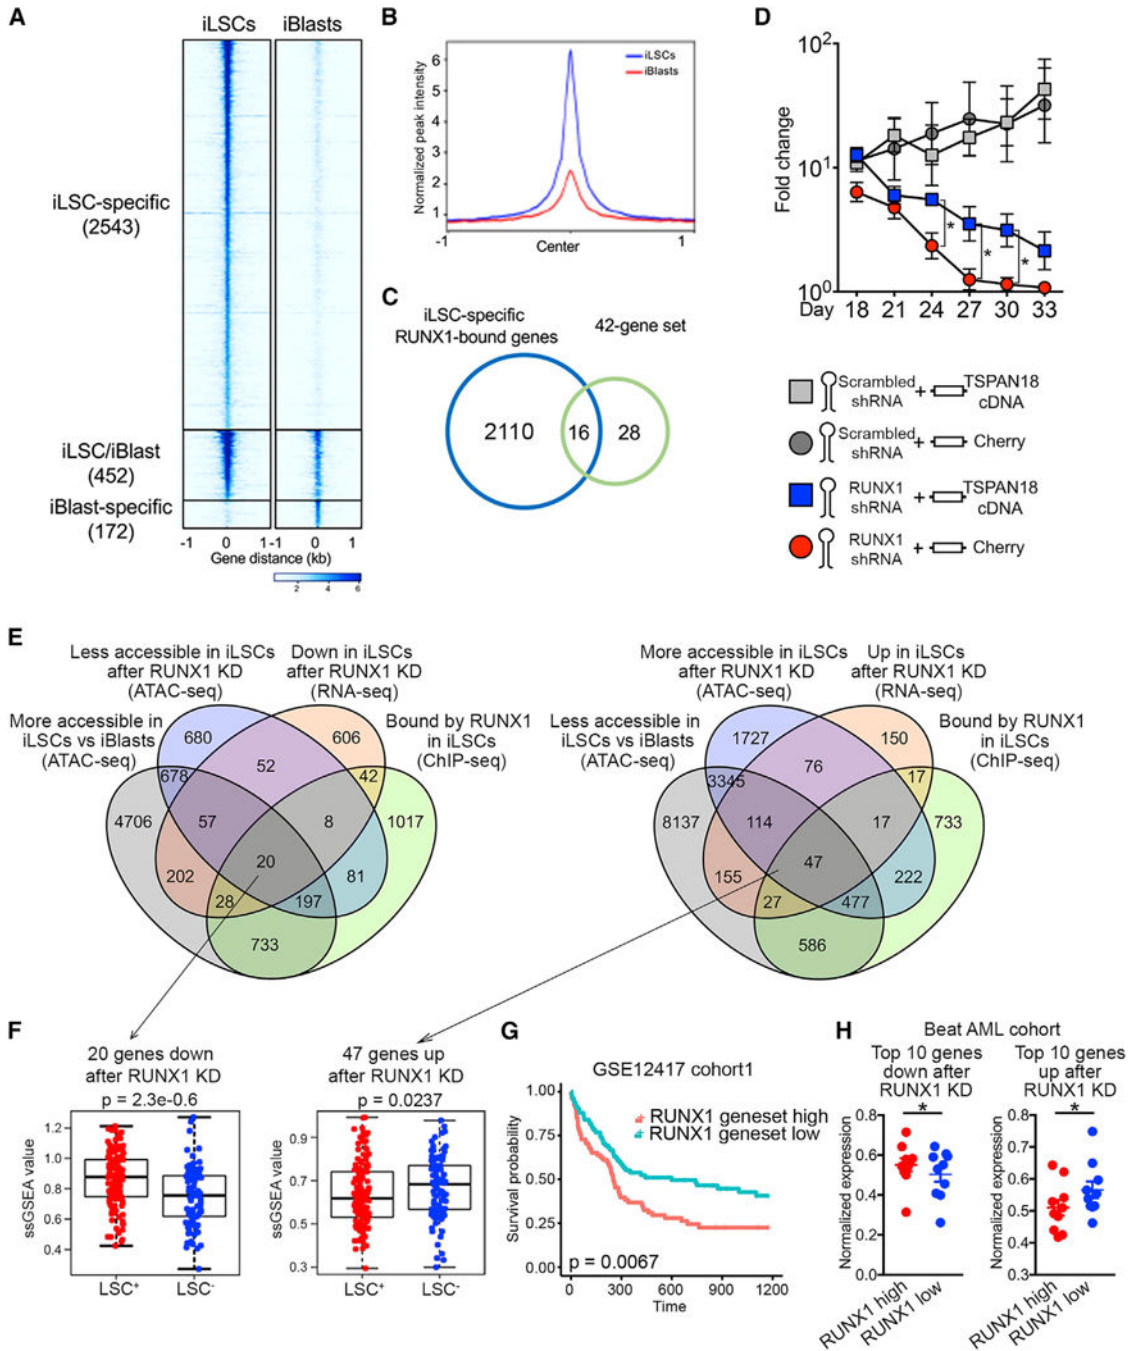 A
iLSCs iBlasts
iLSC-specific
(2543)
iLSC/iBlast
(452)
iBlast-specific
(172)
-1 0 1-1 0 1
Gene distance (kb)
2 4 6
B
Normalized peak intensity
6
5
4
3
2
1
iLSCs
iBlasts
-1 Center 1
C
iLSC-specific
RUNX1-bound genes
42-gene set
2110 16 28
D
Fold change
10²
10¹
10⁰
* * *
Day 18 21 24 27 30 33
Scrambled
shRNA + TSPAN18
cDNA
Scrambled
shRNA + Cherry
RUNX1
shRNA + TSPAN18
cDNA
RUNX1
shRNA + Cherry
E
Less accessible in iLSCs
after RUNX1 KD
(ATAC-seq)
Down in iLSCs
after RUNX1 KD
(RNA-seq)
More accessible in
iLSCs vs iBlasts
(ATAC-seq)
Bound by RUNX1
in iLSCs
(ChIP-seq)
680 606
52
678 42
4706 57 8 1017
20
202 81
28 197
733
More accessible in iLSCs
after RUNX1 KD
(ATAC-seq)
Up in iLSCs
after RUNX1 KD
(RNA-seq)
Less accessible in
iLSCs vs iBlasts
(ATAC-seq)
Bound by RUNX1
in iLSCs
(ChIP-seq)
1727 150
76
3345 17
8137 114 17 733
47
155 222
27 477
586
F
20 genes down
after RUNX1 KD
p = 2.3e-0.6
ssGSEA value
1.2
1.0
0.8
0.6
0.4
LSC⁺ LSC⁻
47 genes up
after RUNX1 KD
p = 0.0237
ssGSEA value
0.9
0.7
0.5
0.3
LSC⁺ LSC⁻
G
GSE12417 cohort1
RUNX1 geneset high
RUNX1 geneset low
Survival probability
1.00
0.75
0.50
0.25
0.00
p = 0.0067
0 300 600 900 1200
Time
H
Beat AML cohort
Top 10 genes
down after
RUNX1 KD
*
Normalized expression
0.8
0.6
0.4
0.2
0.0
RUNX1 high
RUNX1 low
Top 10 genes
up after
RUNX1 KD
*
Normalized expression
0.8
0.7
0.6
0.5
0.4
0.3
RUNX1 high
RUNX1 low